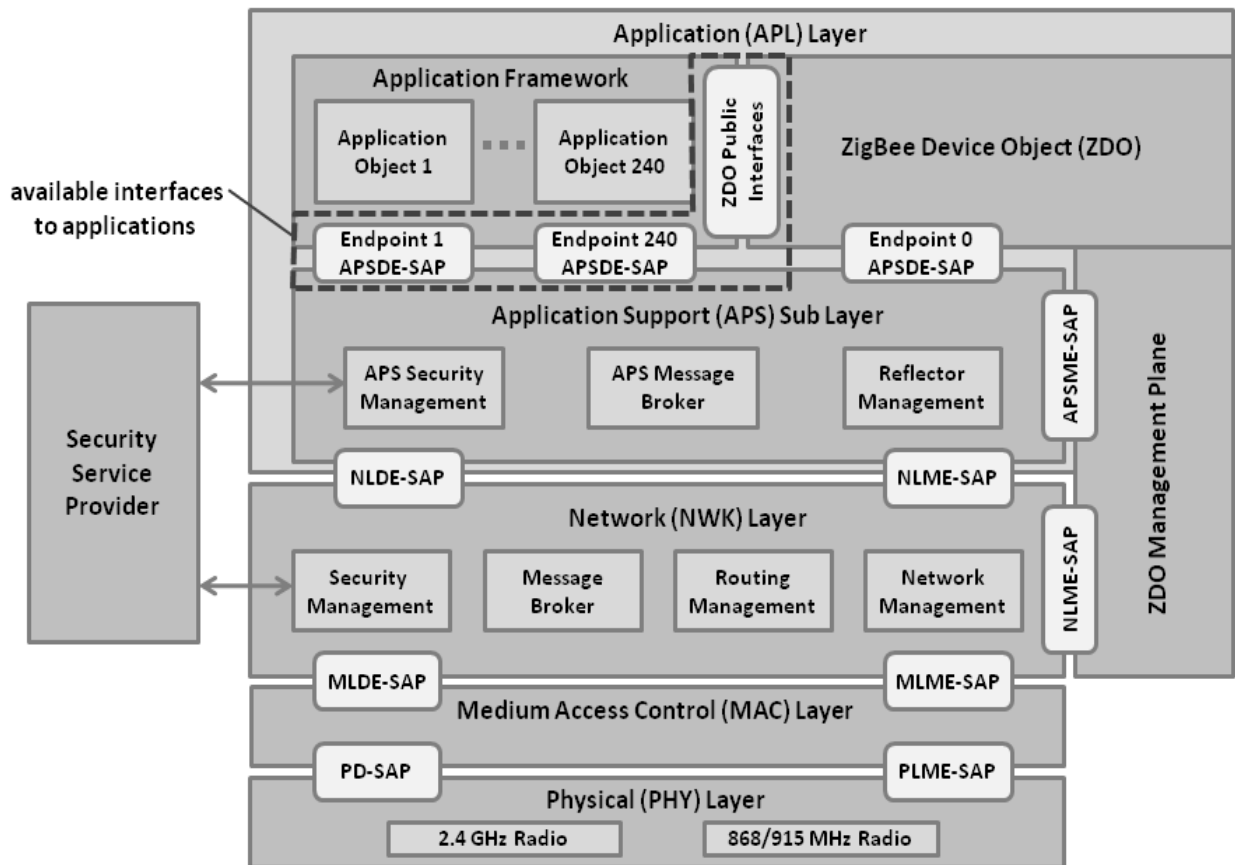 Application (APL) Layer
Application Framework
Application
Object 1
Application
Object 240
ZDO Public
Interfaces
ZigBee Device Object (ZDO)
available interfaces
to applications
Endpoint 1
APSDE-SAP
Endpoint 240
APSDE-SAP
Endpoint 0
APSDE-SAP
Application Support (APS) Sub Layer
APS Security
Management
APS Message
Broker
Reflector
Management
APSME-SAP
ZDO Management Plane
Security
Service
Provider
NLDE-SAP
NLME-SAP
Network (NWK) Layer
Security
Management
Message
Broker
Routing
Management
Network
Management
NLME-SAP
MLDE-SAP
MLME-SAP
Medium Access Control (MAC) Layer
PD-SAP
PLME-SAP
Physical (PHY) Layer
2.4 GHz Radio
868/915 MHz Radio